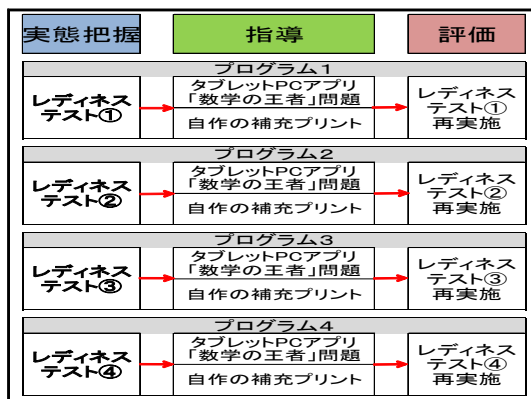 実態把握
指導
評価
プログラム1
レディネス
テスト①
タブレットPCアプリ
「数学の王者」問題
自作の補充プリント
レディネス
テスト①
再実施
プログラム2
レディネス
テスト②
タブレットPCアプリ
「数学の王者」問題
自作の補充プリント
レディネス
テスト②
再実施
プログラム3
レディネス
テスト③
タブレットPCアプリ
「数学の王者」問題
自作の補充プリント
レディネス
テスト③
再実施
プログラム4
レディネス
テスト④
タブレットPCアプリ
「数学の王者」問題
自作の補充プリント
レディネス
テスト④
再実施